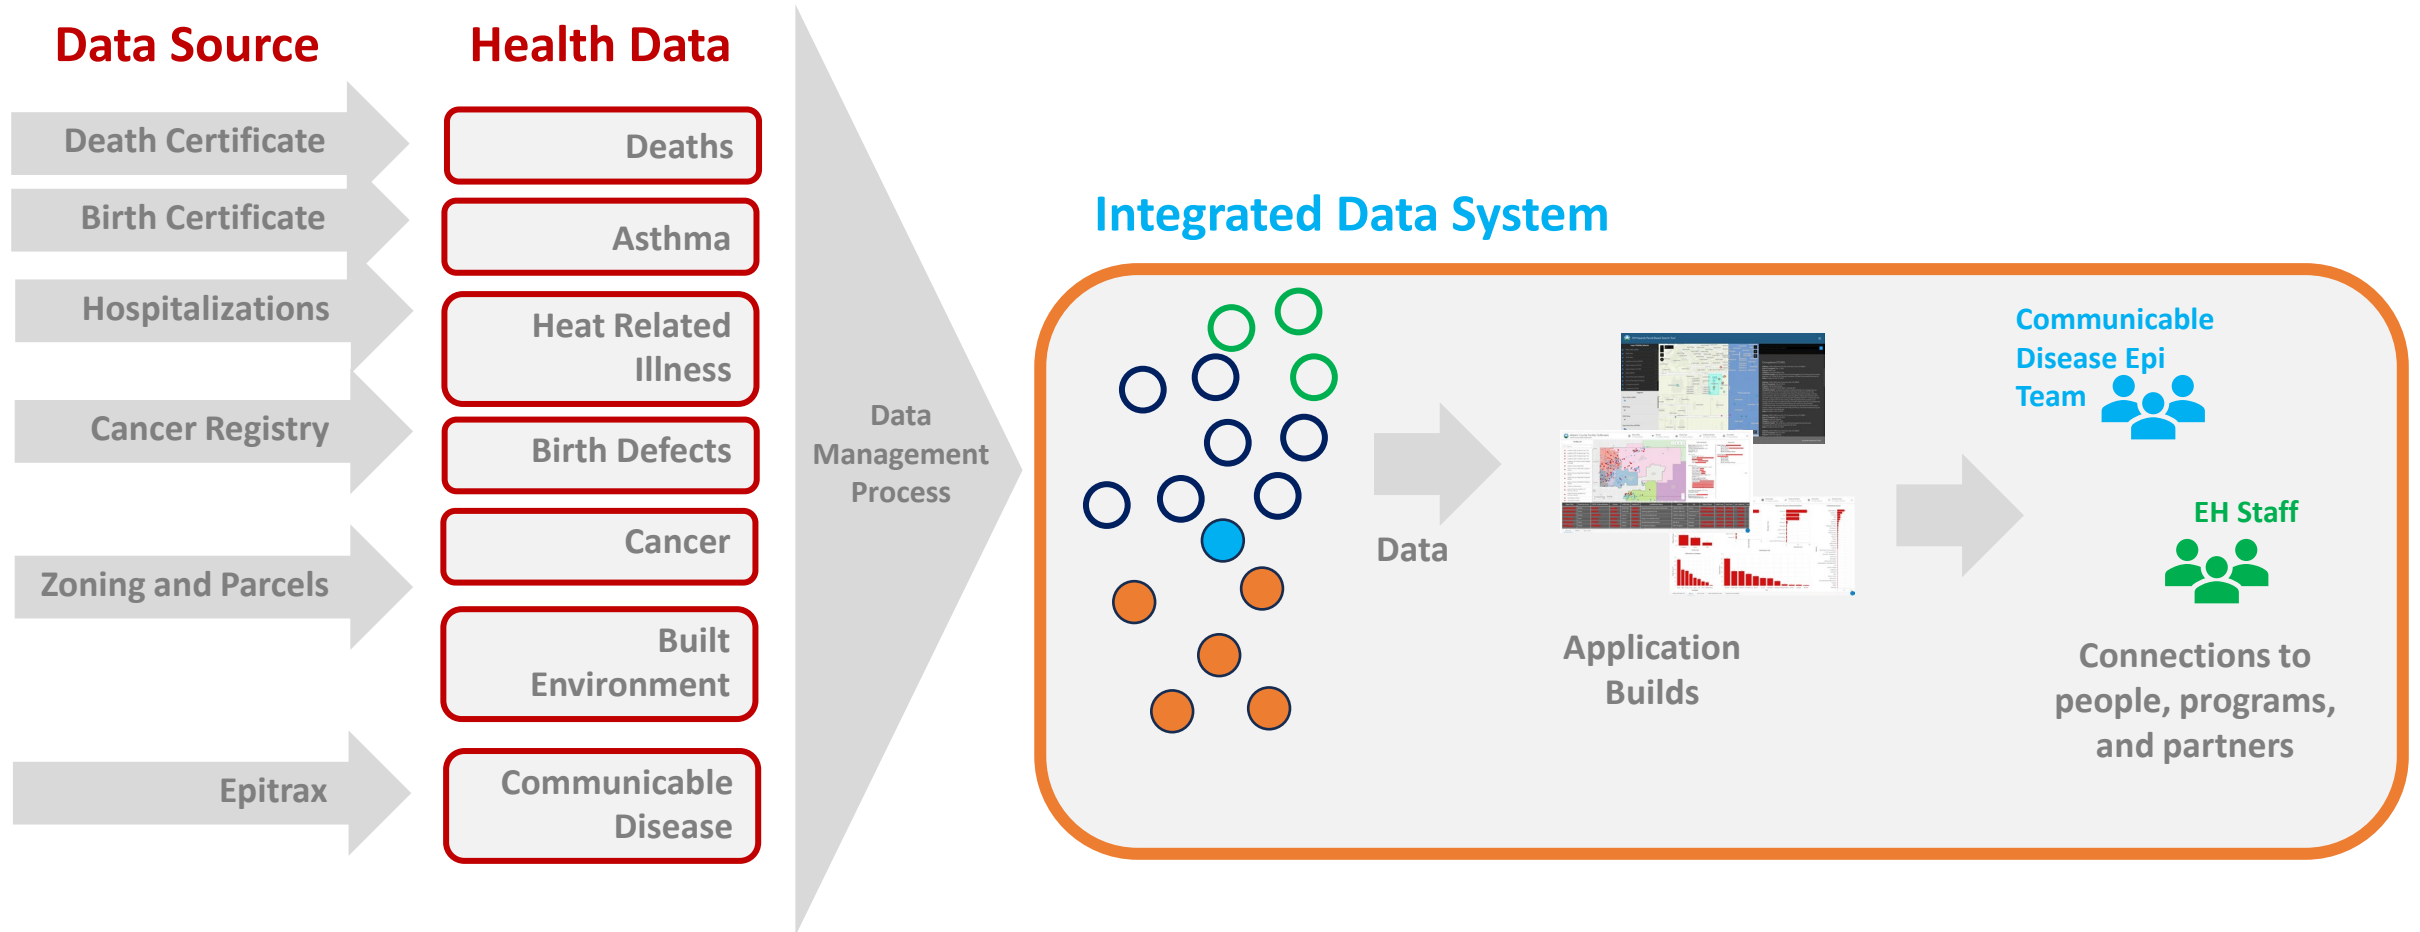 Data Source
Health Data
Death Certificate
Birth Certificate
Hospitalizations
Cancer Registry
Zoning and Parcels
Epitrax
Deaths
Asthma
Heat Related
Illness
Birth Defects
Cancer
Built
Environment
Communicable
Disease
Data
Management
Process
Integrated Data System
Data
Application
Builds
Communicable
Disease Epi
Team
EH Staff
Connections to
people, programs,
and partners